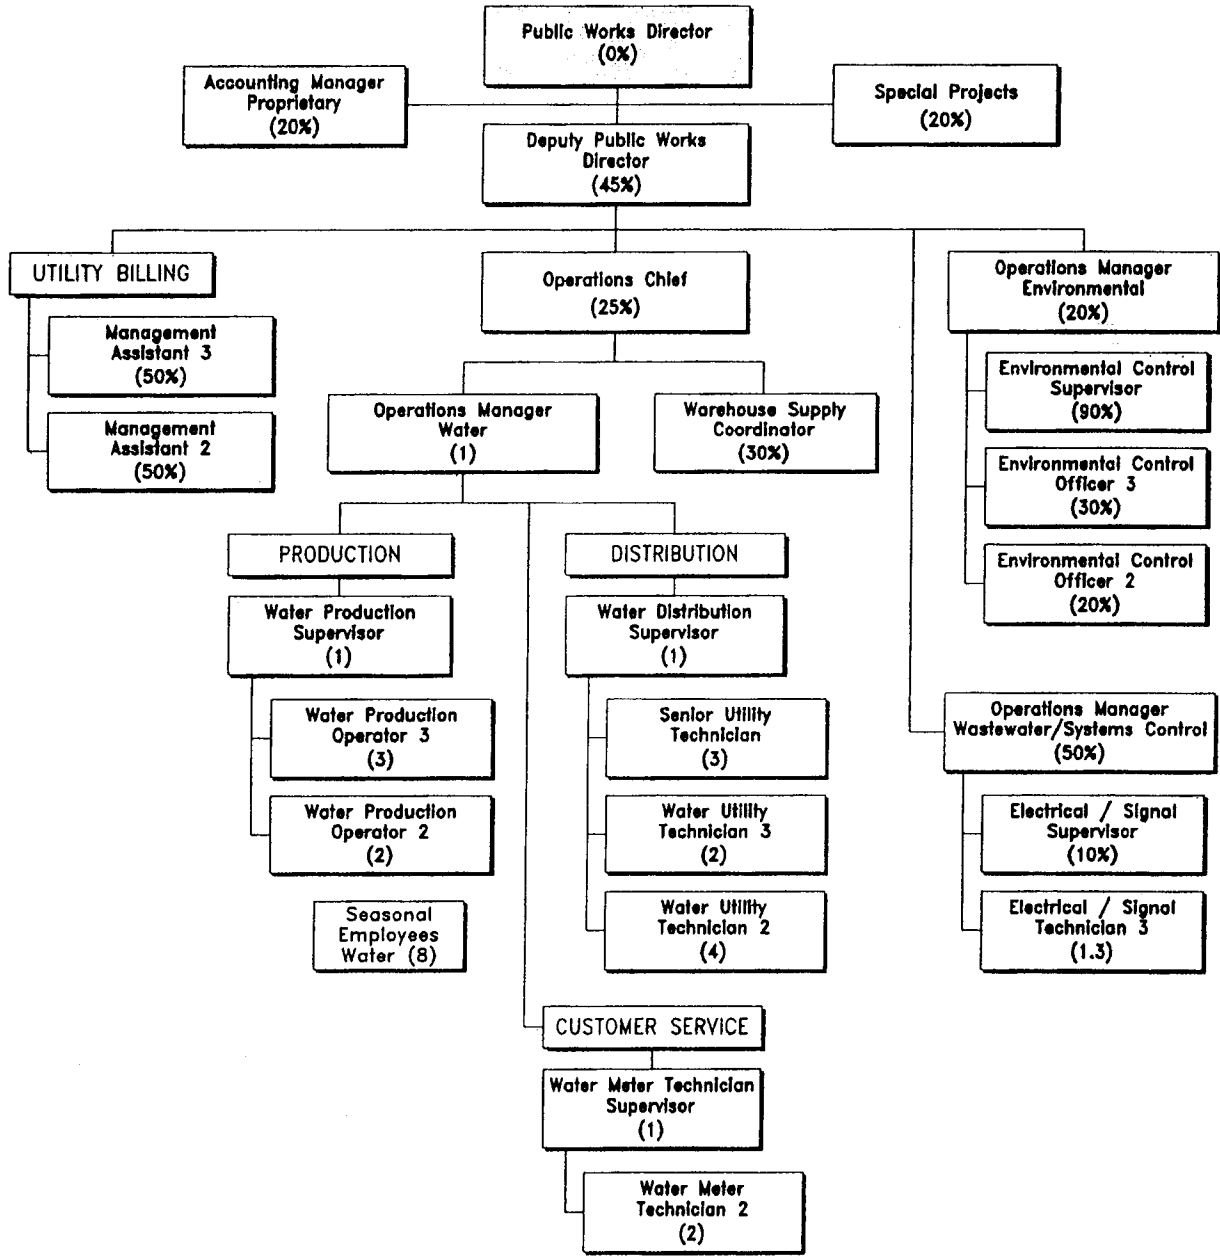 Public Works Director
(0%)
Accounting Manager
Proprietary
(20%)
Special Projects
(20%)
Deputy Public Works
Director
(45%)
UTILITY BILLING
Management
Assistant 3
(50%)
Management
Assistant 2
(50%)
Operations Chief
(25%)
Operations Manager
Water
(1)
Warehouse Supply
Coordinator
(30%)
Operations Manager
Environmental
(20%)
Environmental Control
Supervisor
(90%)
Environmental Control
Officer 3
(30%)
Environmental Control
Officer 2
(20%)
PRODUCTION
Water Production
Supervisor
(1)
Water Production
Operator 3
(3)
Water Production
Operator 2
(2)
Seasonal
Employees
Water (8)
DISTRIBUTION
Water Distribution
Supervisor
(1)
Senior Utility
Technician
(3)
Water Utility
Technician 3
(2)
Water Utility
Technician 2
(4)
Operations Manager
Wastewater/Systems Control
(50%)
Electrical / Signal
Supervisor
(10%)
Electrical / Signal
Technician 3
(1.3)
CUSTOMER SERVICE
Water Meter Technician
Supervisor
(1)
Water Meter
Technician 2
(2)